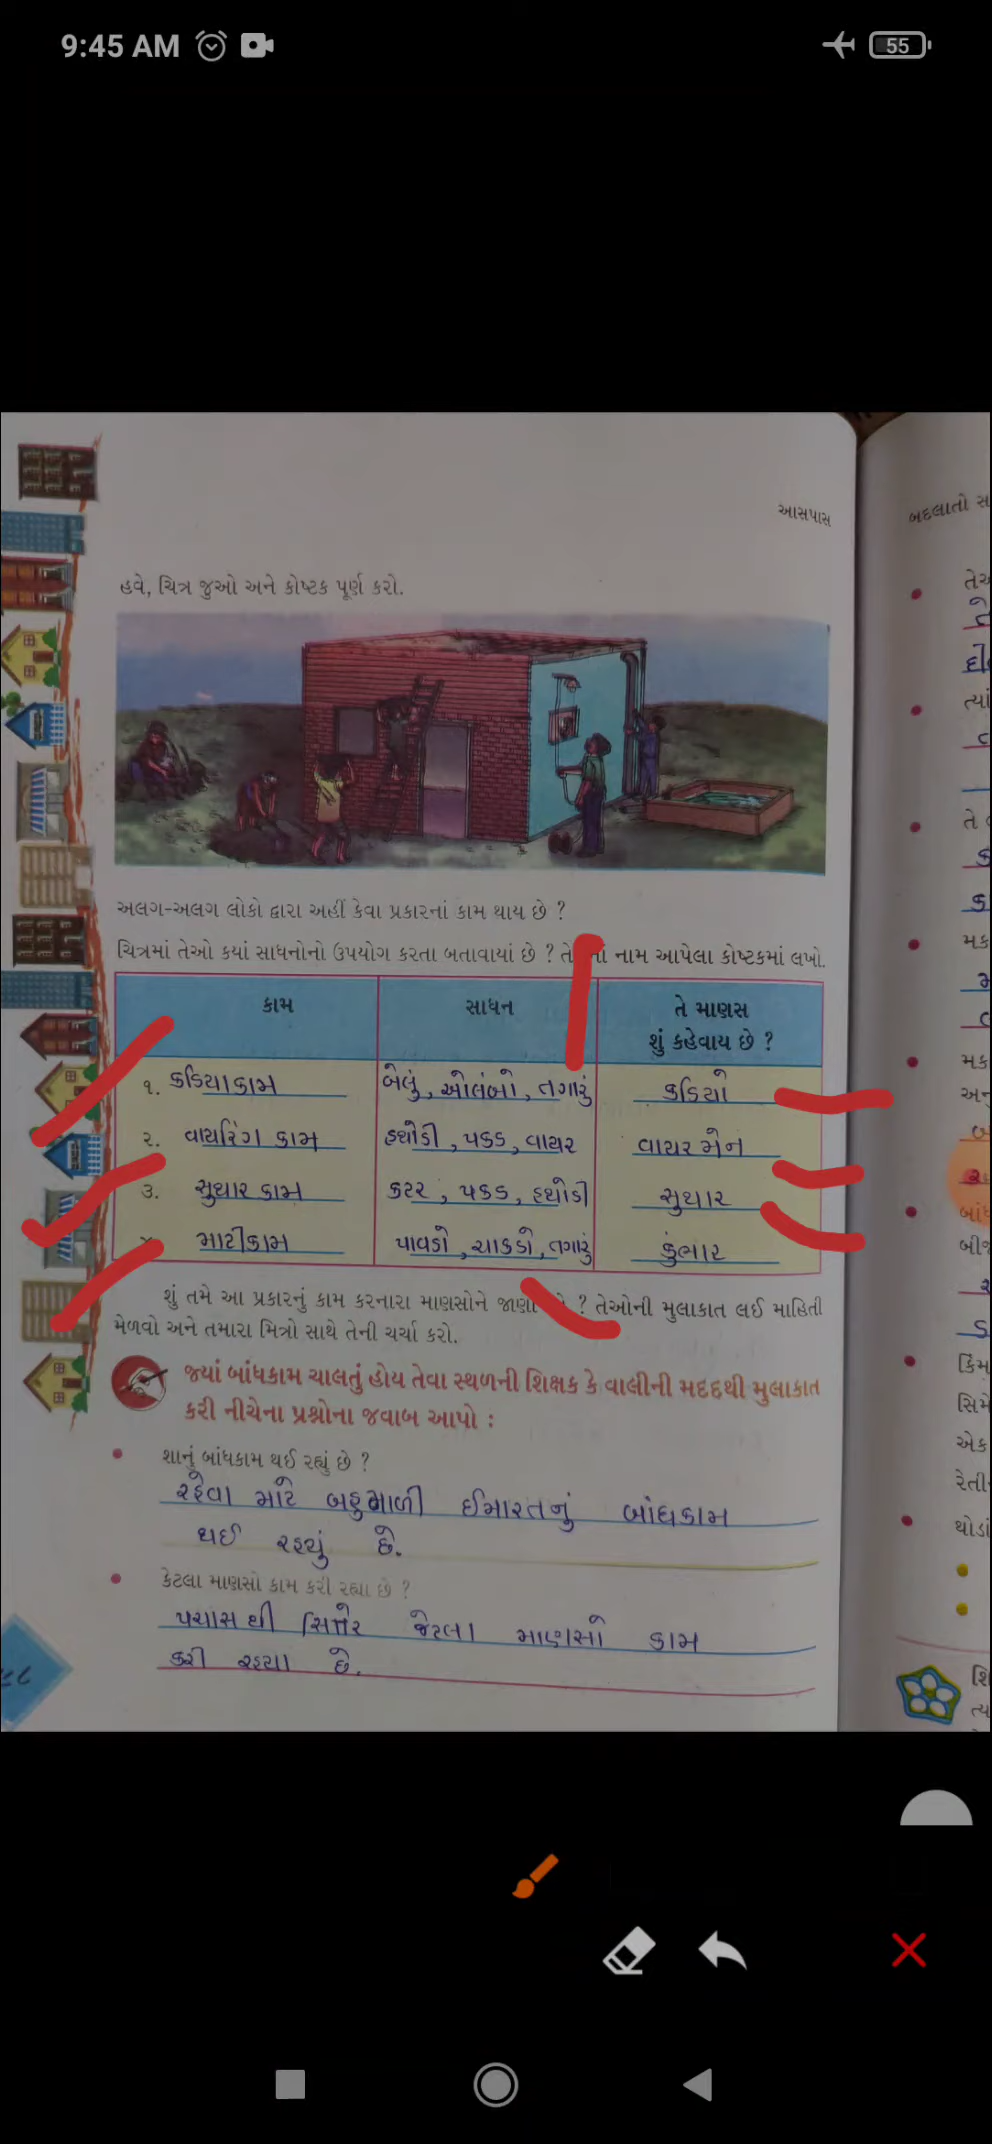 9:45 AM
55
આસપાસ
બદલાતો સ
હવે, ચિત્ર જુઓ અને કોષ્ટક પૂર્ણ કરો.
અલગ-અલગ લોકો દ્વારા અહીં કેવા પ્રકારનાં કામ થાય છે ?
ચિત્રમાં તેઓ કયાં સાધનોનો ઉપયોગ કરતા બતાવાયાં છે ? નામ આપેલા કોષ્ટકમાં લખો.
કામ સાધન તે માણસ
શું કહેવાય છે ?
૧. કડિયાકામ બેલું, ઓલંબો, તગારું કડિયો
૨. વાયરિંગ કામ હથોડી, પકડ, વાયર વાયર મેન
૩. સુથાર કામ કટર, પકડ, હથોડી સુથાર
માટીકામ પાવડો, ચાકડો, તગારું કુંભાર
શું તમે આ પ્રકારનું કામ કરનારા માણસોને ? તેઓની મુલાકાત લઈ માહિતી
મેળવો અને તમારા મિત્રો સાથે તેની ચર્ચા કરો.
જ્યાં બાંધકામ ચાલતું હોય તેવા સ્થળની શિક્ષક કે વાલીની મદદથી મુલાકાત
કરી નીચેના પ્રશ્નોના જવાબ આપો :
શાનું બાંધકામ થઈ રહ્યું છે ?
રહેવા માટે બહુમાળી ઈમારતનું બાંધકામ
થઈ રહ્યું છે.
કેટલા માણસો કામ કરી રહ્યા છે ?
પચાસ થી સિત્તેર જેટલા માણસો કામ
કરી રહ્યા છે.